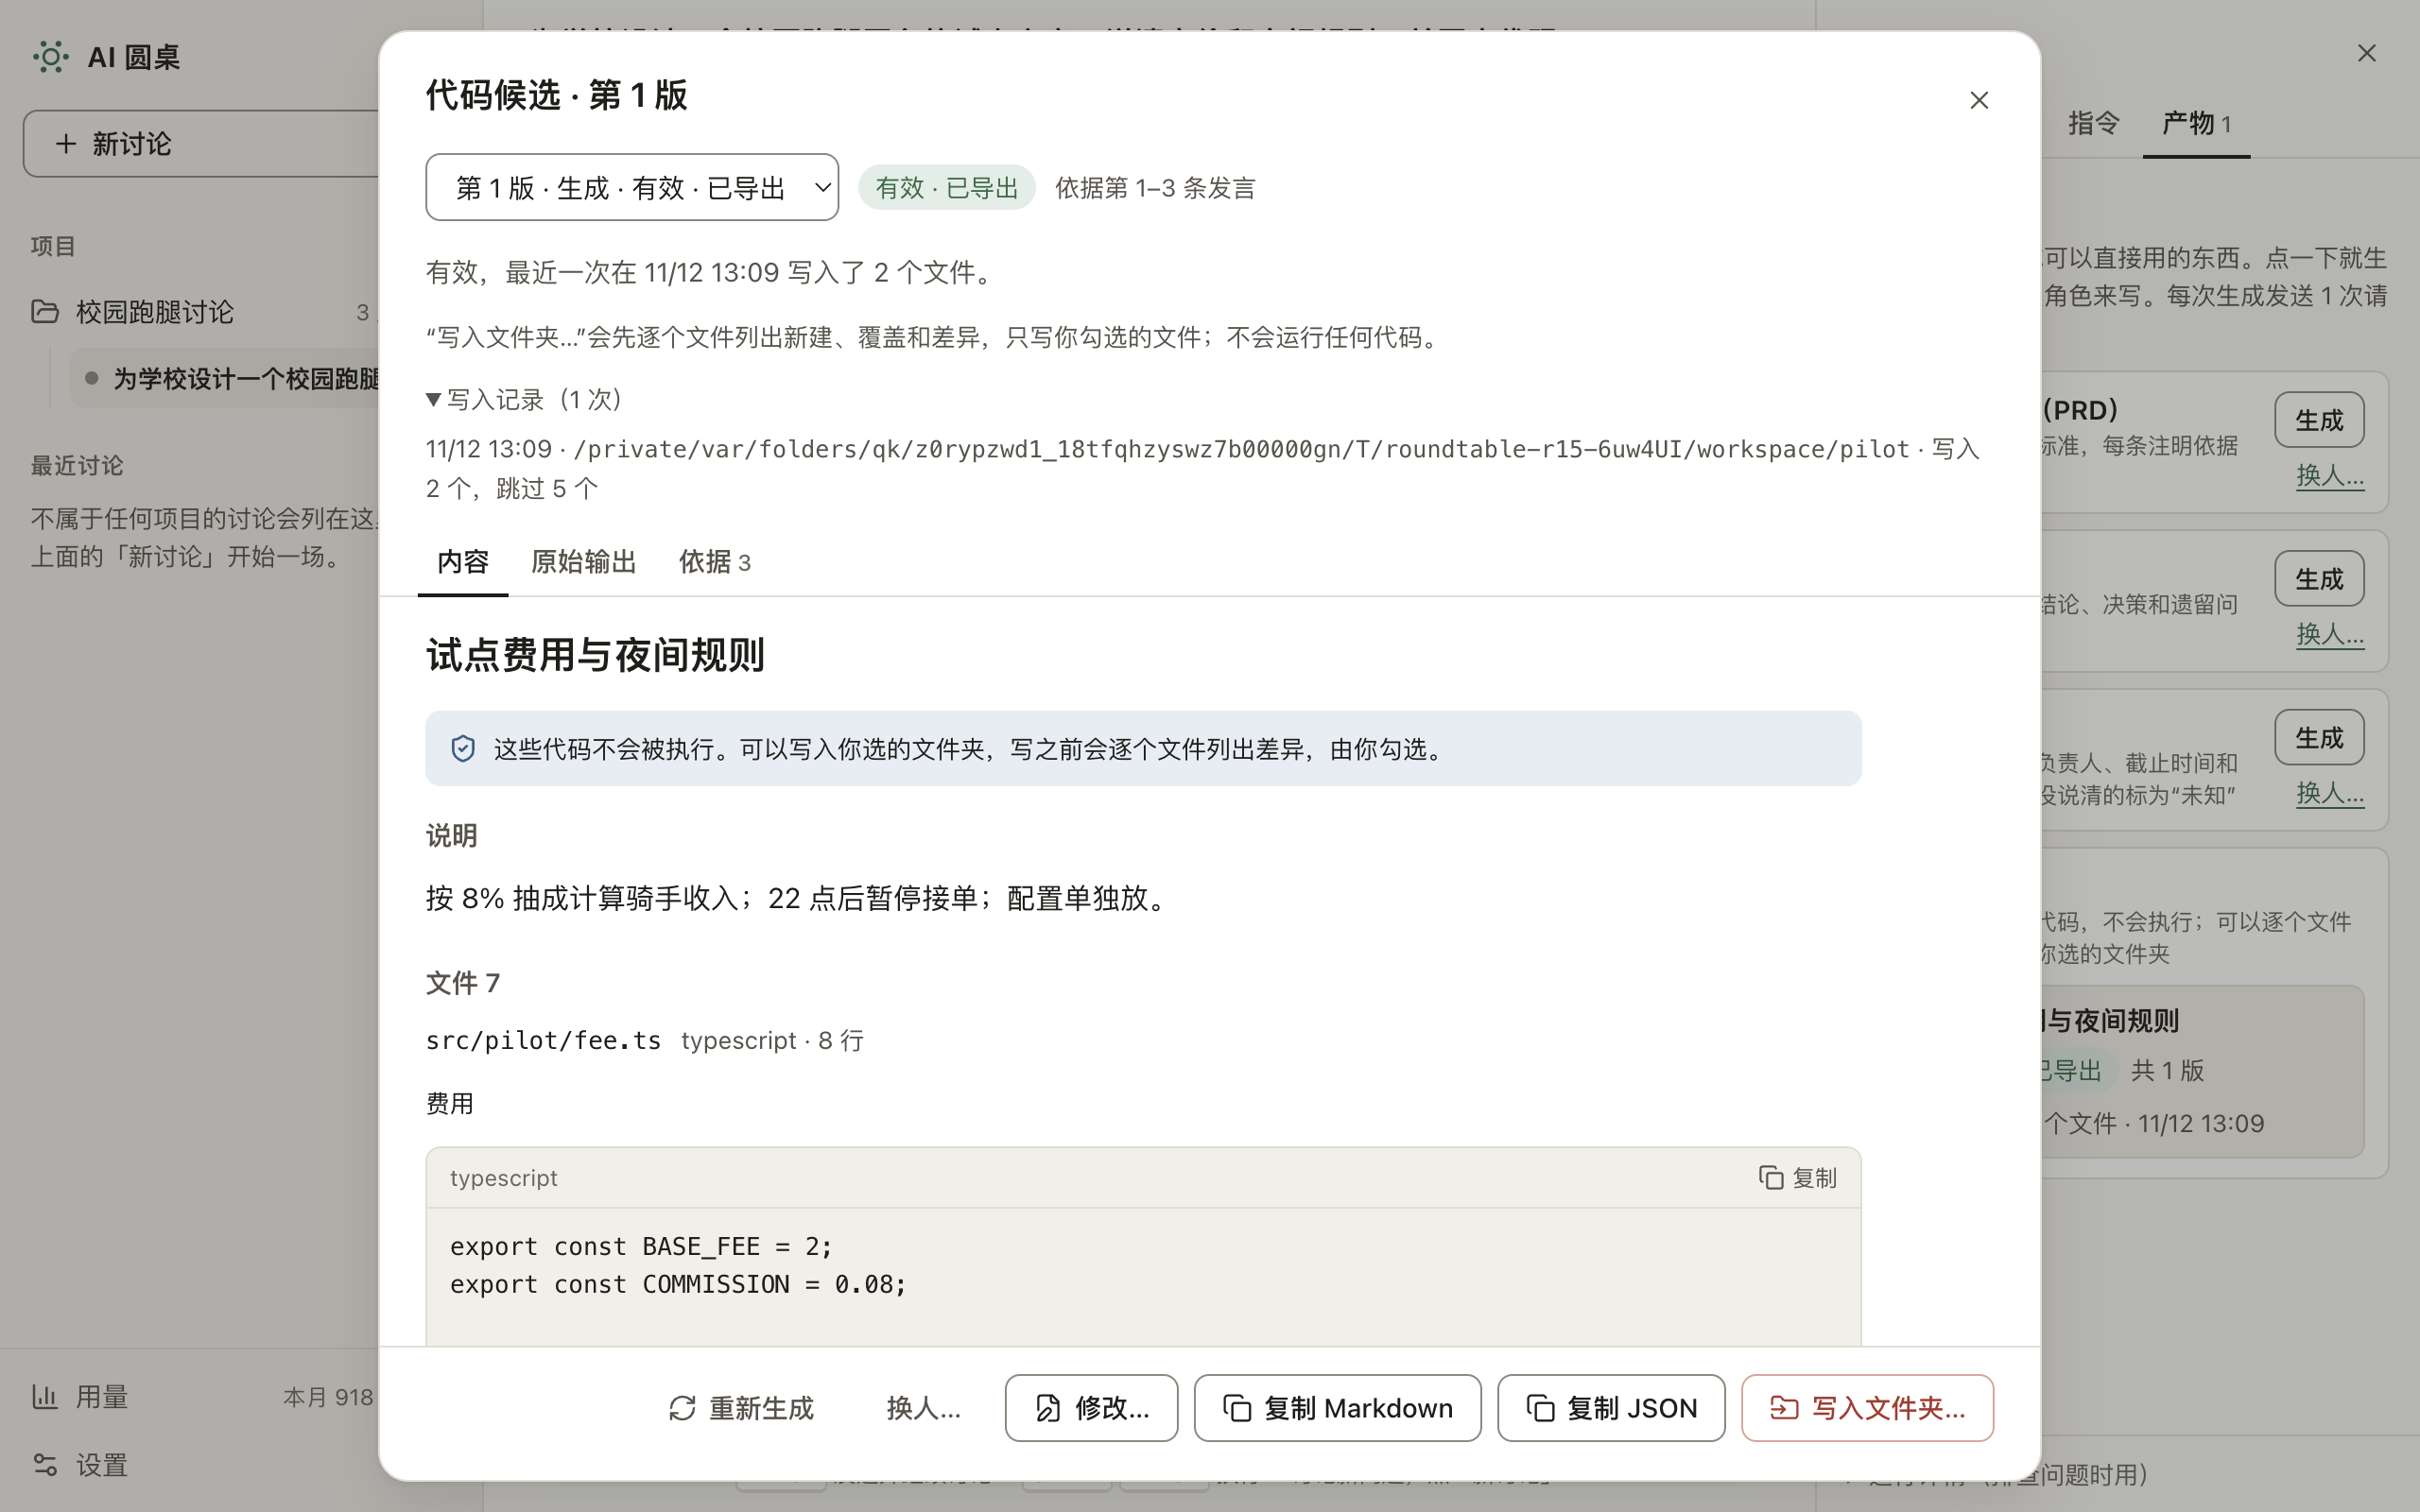 AI 圆桌
新讨论
项目
校园跑腿讨论
3
为学校设计一个校园跑腿
最近讨论
不属于任何项目的讨论会列在这
上面的「新讨论」开始一场。
用量
本月 918
设置
代码候选 · 第 1 版
第 1 版 · 生成 · 有效 · 已导出
有效 · 已导出
依据第 1–3 条发言
有效，最近一次在 11/12 13:09 写入了 2 个文件。
“写入文件夹…”会先逐个文件列出新建、覆盖和差异，只写你勾选的文件；不会运行任何代码。
写入记录（1 次）
11/12 13:09 · /private/var/folders/qk/z0rypzwd1_18tfqhzyswz7b00000gn/T/roundtable-r15-6uw4UI/workspace/pilot · 写入
2 个，跳过 5 个
内容
原始输出
依据 3
试点费用与夜间规则
这些代码不会被执行。可以写入你选的文件夹，写之前会逐个文件列出差异，由你勾选。
说明
按 8% 抽成计算骑手收入；22 点后暂停接单；配置单独放。
文件 7
src/pilot/fee.ts typescript · 8 行
费用
typescript
复制
export const BASE_FEE = 2;
export const COMMISSION = 0.08;
重新生成
换人…
修改…
复制 Markdown
复制 JSON
写入文件夹…
指令
产物 1
可以直接用的东西。点一下就生
角色来写。每次生成发送 1 次请
（PRD）
生成
标准，每条注明依据
换人…
生成
结论、决策和遗留问
换人…
生成
负责人、截止时间和
没说清的标为“未知”
换人…
代码，不会执行；可以逐个文件
你选的文件夹
与夜间规则
已导出
共 1 版
个文件 · 11/12 13:09
问题时用）